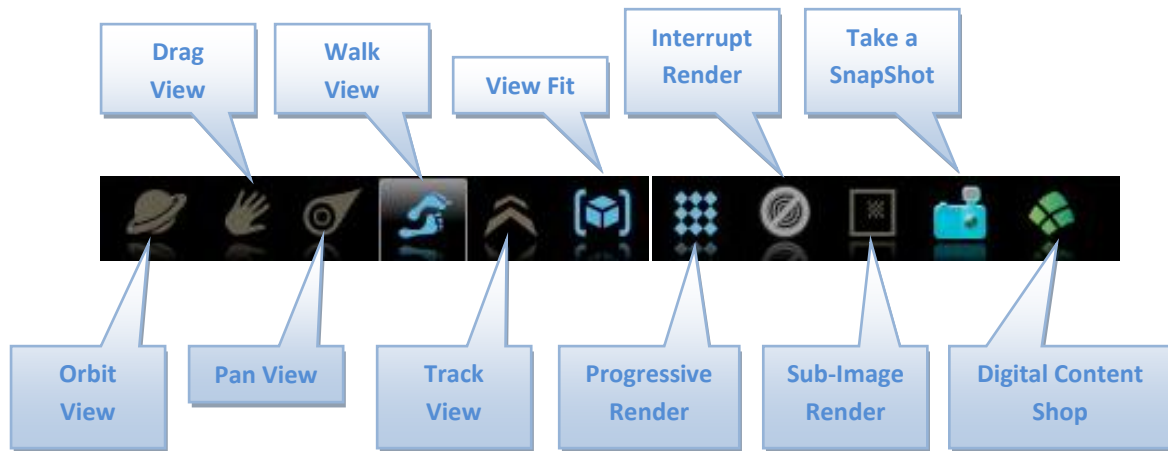 Drag
View
Walk
View
View Fit
Interrupt
Render
Take a
SnapShot
Orbit
View
Pan View
Track
View
Progressive
Render
Sub-Image
Render
Digital Content
Shop